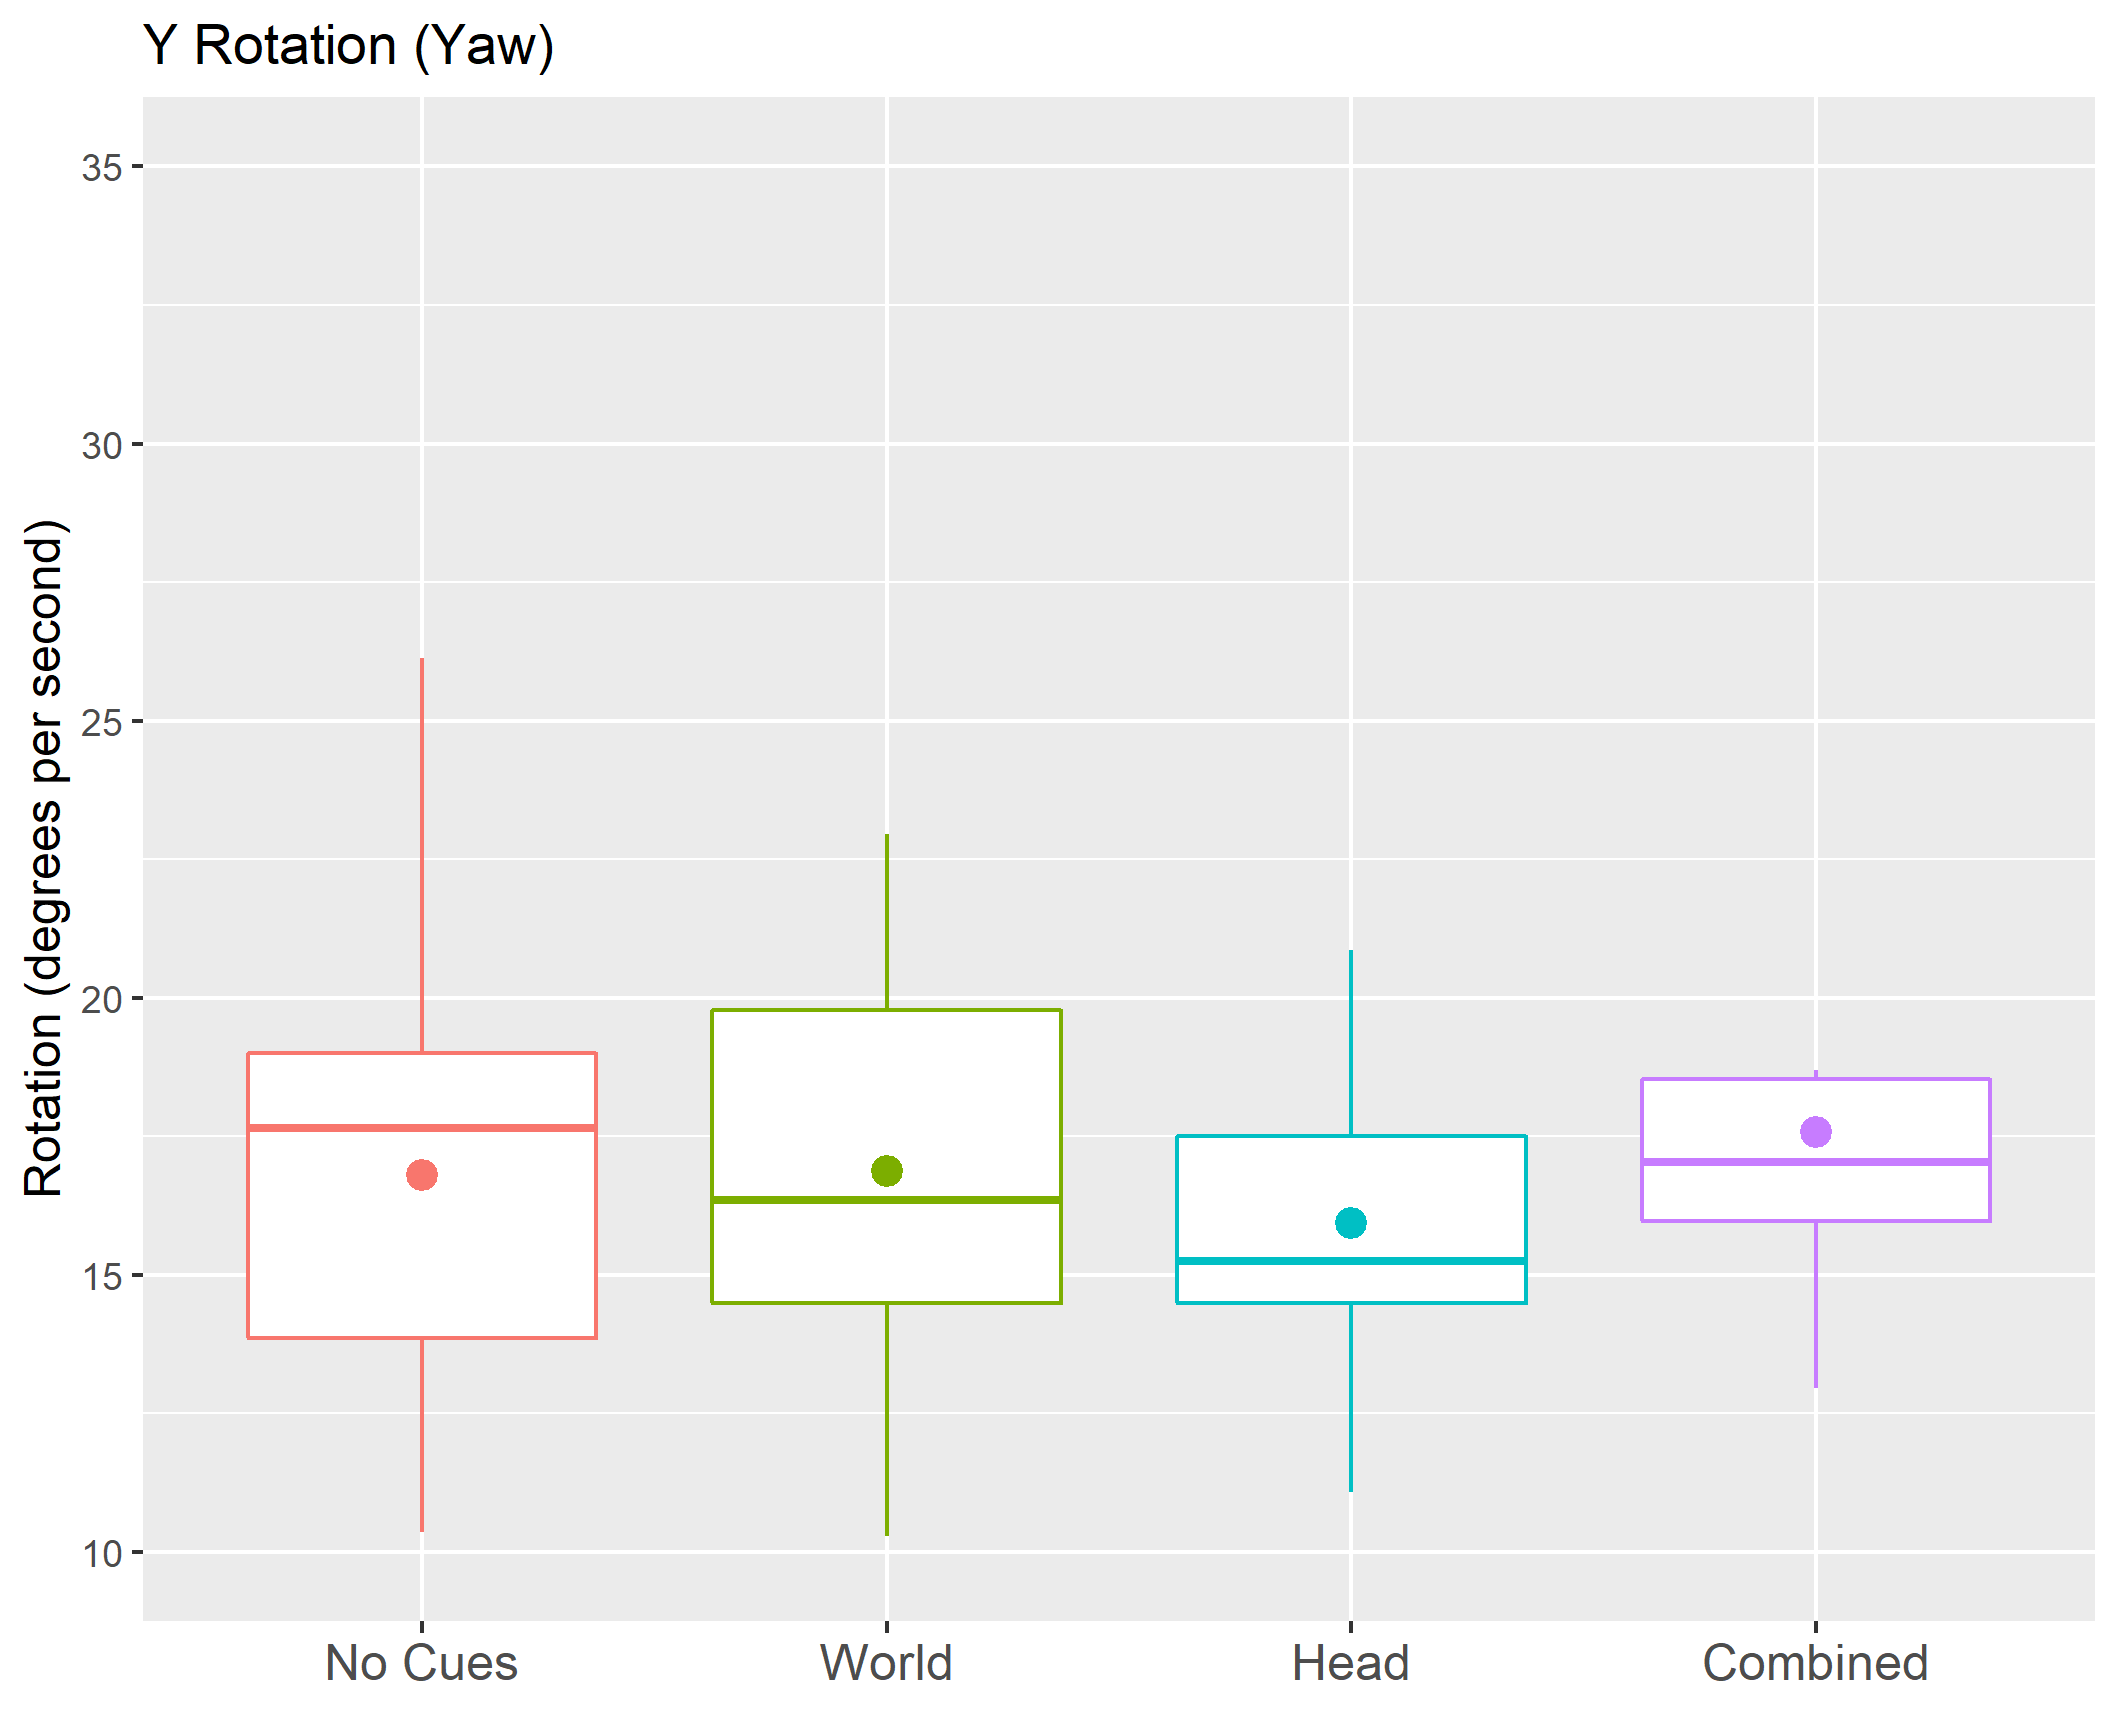 Y Rotation (Yaw)
Rotation (degrees per second)
35
30
25
20
15
10
No Cues
World
Head
Combined